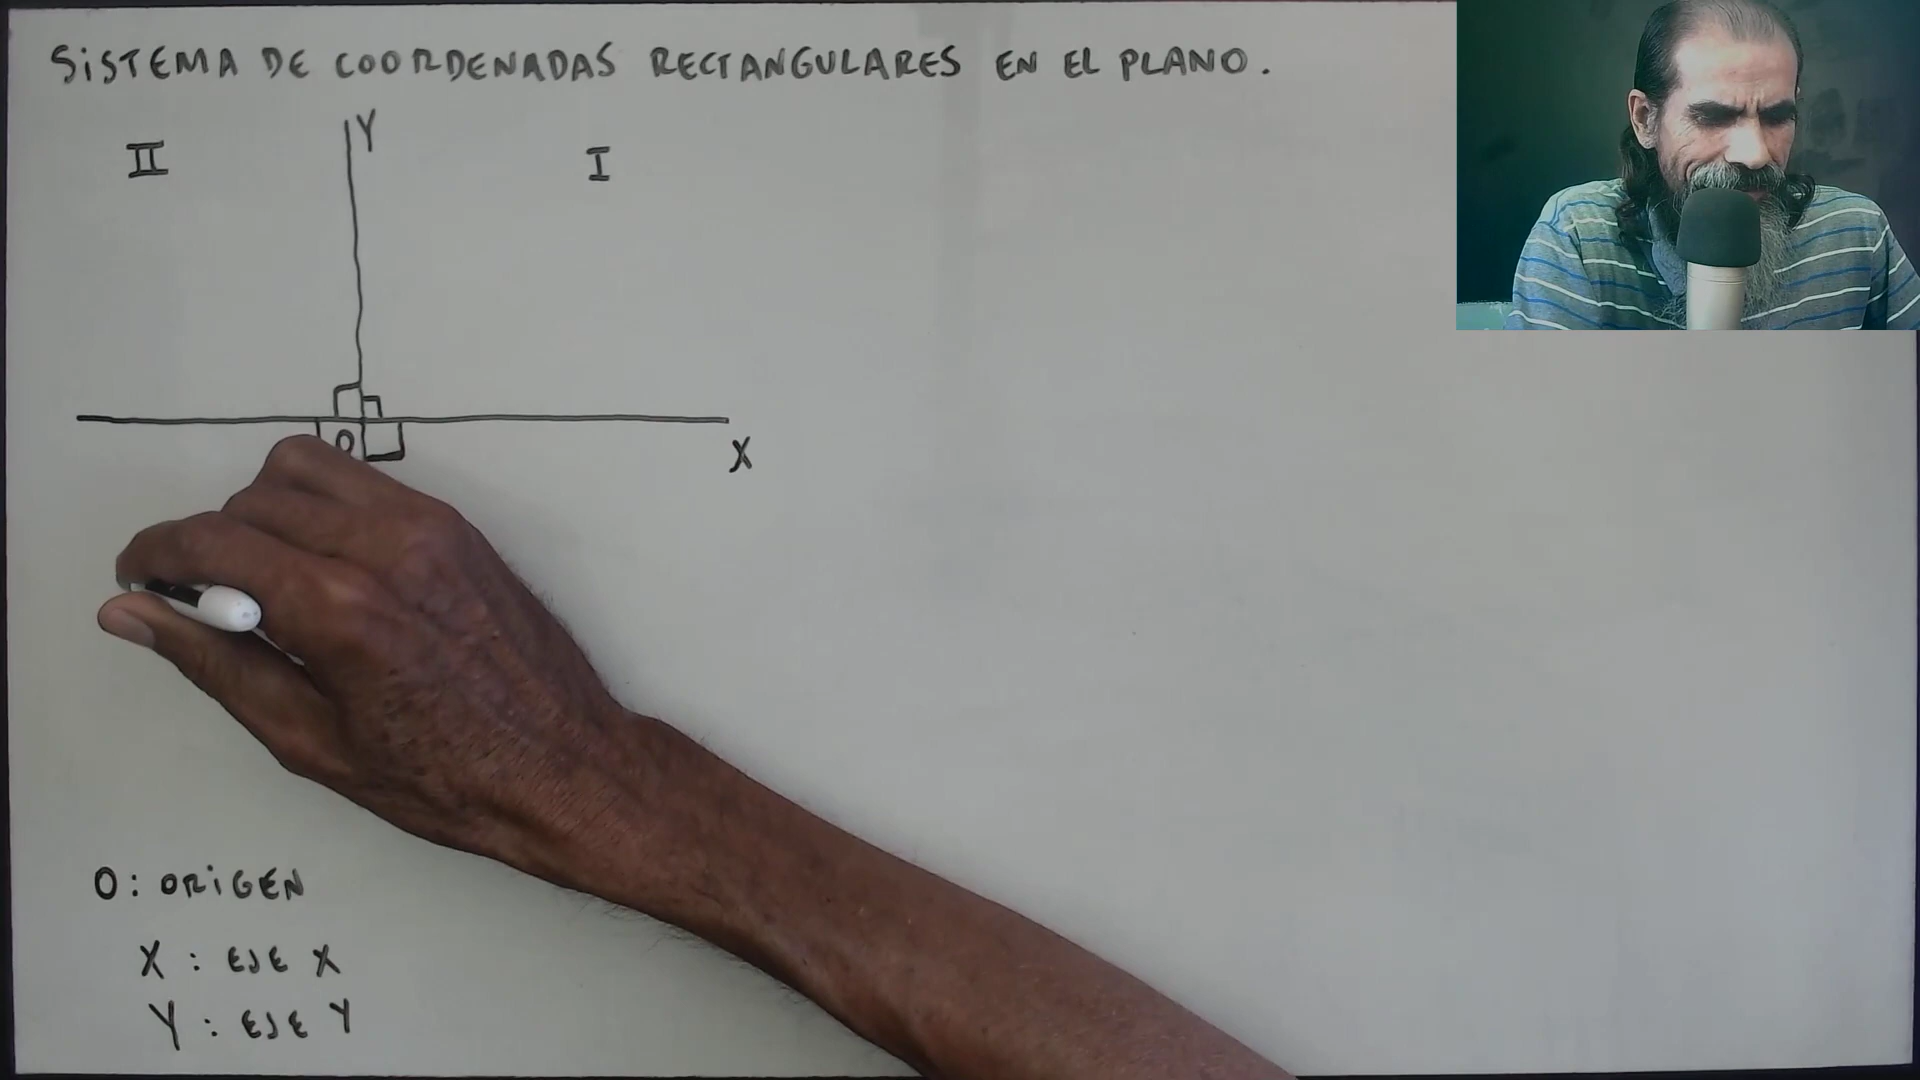 SISTEMA DE COORDENADAS RECTANGULARES EN EL PLANO.
Y
II
I
O
X
O: ORIGEN
X : EJE X
Y : EJE Y